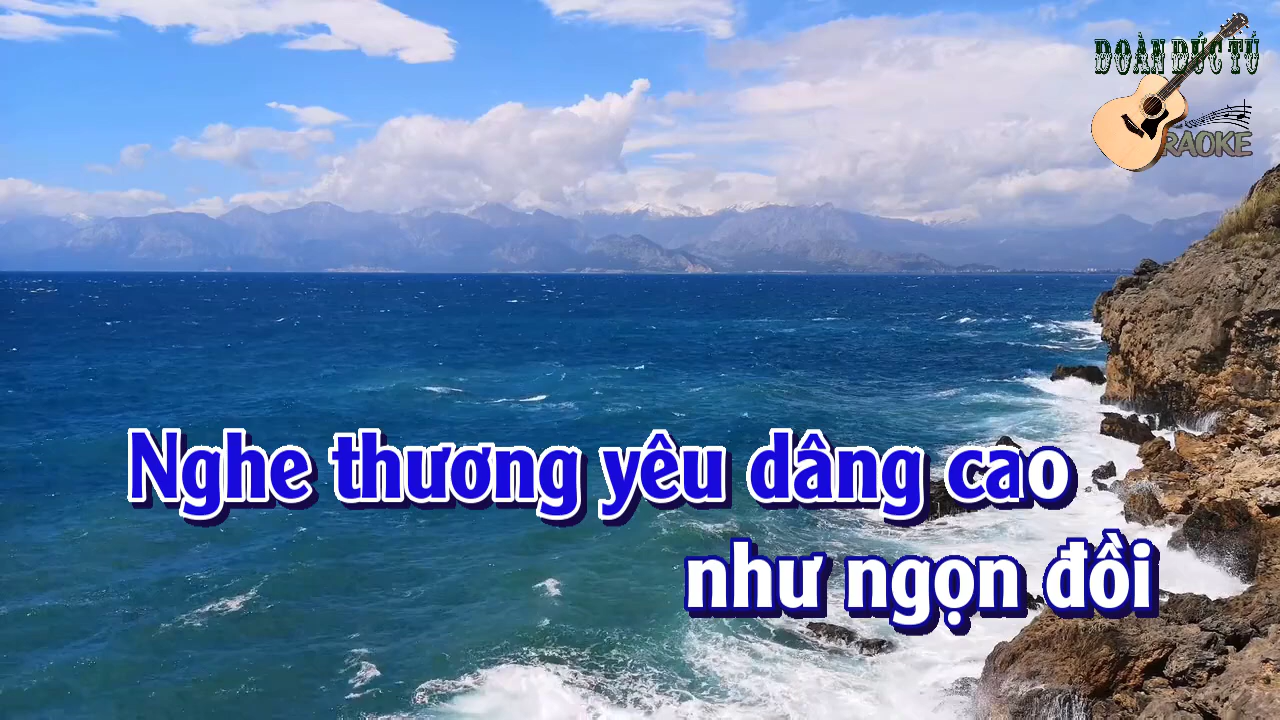 ĐOÀN ĐỨC TÚ
RAOKE
Nghe thương yêu dâng cao
như ngọn đồi